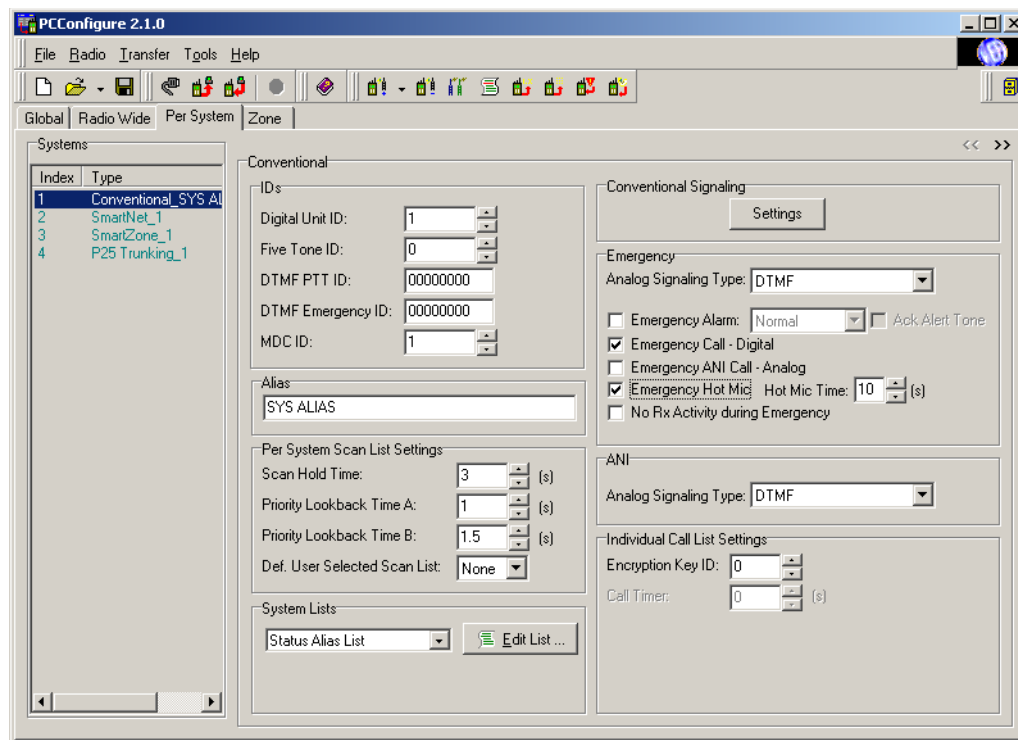 PCConfigure 2.1.0
File Radio Transfer Tools Help
Global Radio Wide Per System Zone
Systems
Index Type
1 Conventional_SYS AL
2 SmartNet_1
3 SmartZone_1
4 P25 Trunking_1
<< >>
Conventional
IDs
Digital Unit ID: 1
Five Tone ID: 0
DTMF PTT ID: 00000000
DTMF Emergency ID: 00000000
MDC ID: 1
Alias
SYS ALIAS
Per System Scan List Settings
Scan Hold Time: 3 (s)
Priority Lookback Time A: 1 (s)
Priority Lookback Time B: 1.5 (s)
Def. User Selected Scan List: None
System Lists
Status Alias List Edit List ...
Conventional Signaling
Settings
Emergency
Analog Signaling Type: DTMF
Emergency Alarm: Normal Ack Alert Tone
Emergency Call - Digital
Emergency ANI Call - Analog
Emergency Hot Mic Hot Mic Time: 10 (s)
No Rx Activity during Emergency
ANI
Analog Signaling Type: DTMF
Individual Call List Settings
Encryption Key ID: 0
Call Timer: 0 (s)